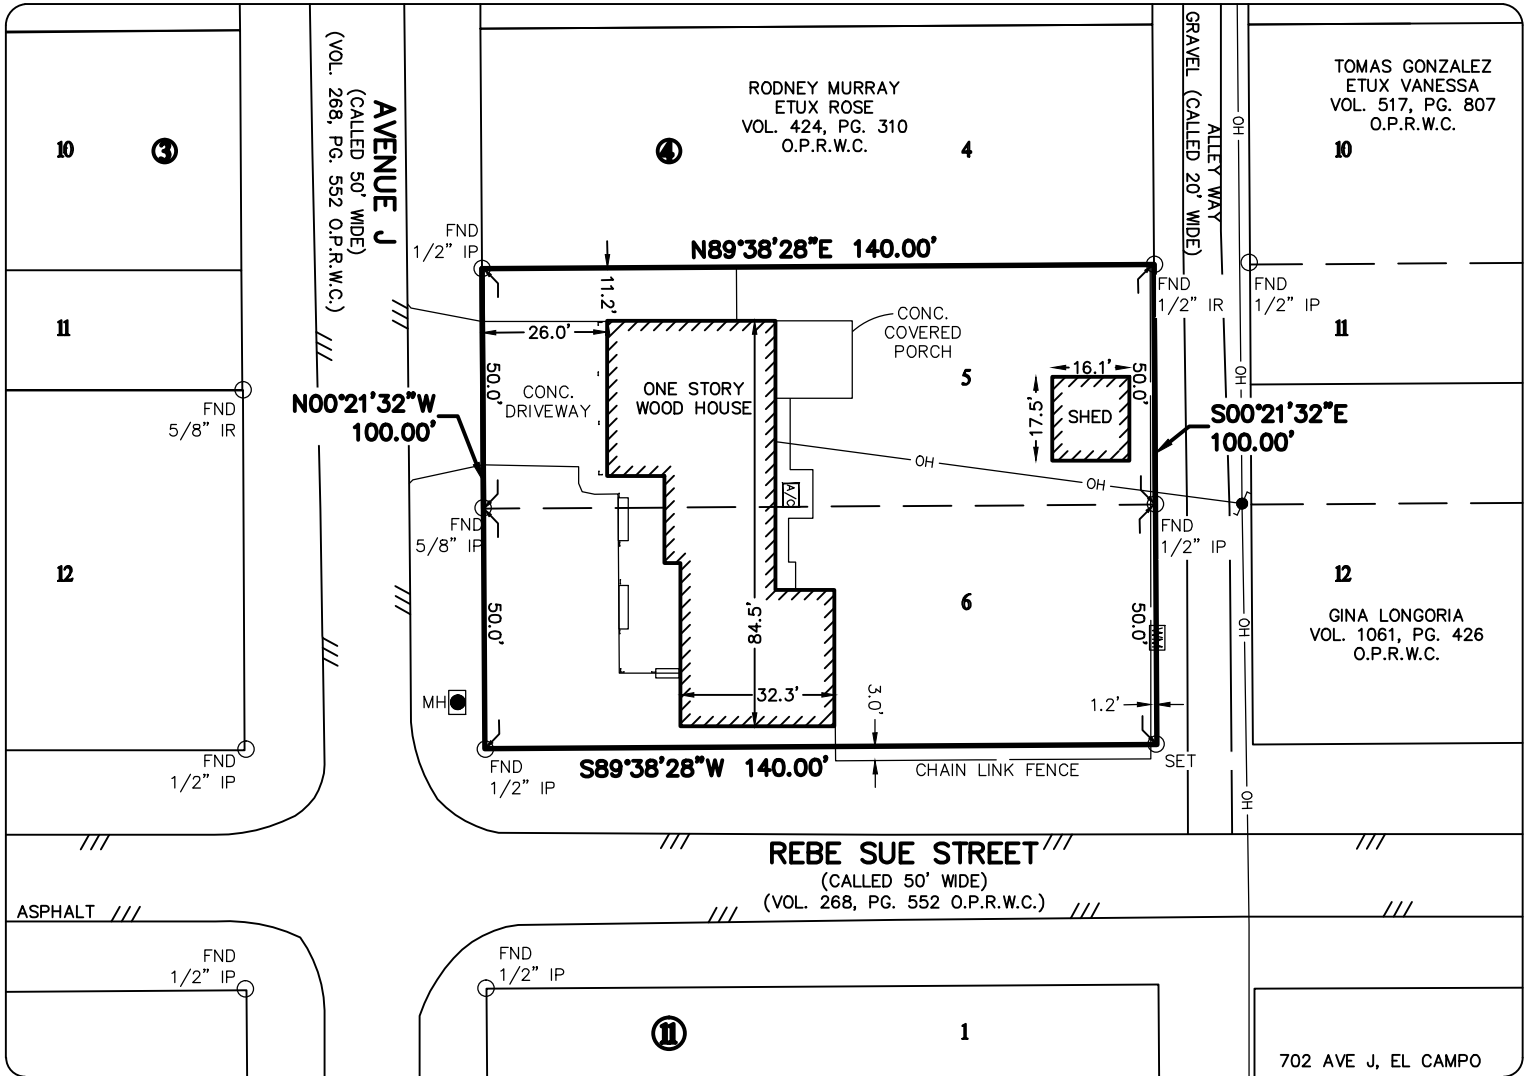 RODNEY MURRAY
ETUX ROSE
VOL. 424, PG. 310
O.P.R.W.C.
TOMAS GONZALEZ
ETUX VANESSA
VOL. 517, PG. 807
O.P.R.W.C.
10
3
4
4
10
AVENUE J
(CALLED 50' WIDE)
(VOL. 268, PG. 552 O.P.R.W.C.)
GRAVEL (CALLED 20' WIDE)
ALLEY WAY
OH
FND
1/2" IP
N89°38'28"E 140.00'
FND
1/2" IR
FND
1/2" IP
11
11.2'
26.0'
CONC.
COVERED
PORCH
11
50.0'
CONC.
DRIVEWAY
ONE STORY
WOOD HOUSE
5
16.1'
17.5'
SHED
50.0'
OH
N00°21'32"W
100.00'
S00°21'32"E
100.00'
FND
5/8" IR
OH
OH
A/C
FND
5/8" IP
FND
1/2" IP
12
12
50.0'
84.5'
6
50.0'
WM
OH
GINA LONGORIA
VOL. 1061, PG. 426
O.P.R.W.C.
MH
32.3'
3.0'
1.2'
FND
1/2" IP
FND
1/2" IP
S89°38'28"W 140.00'
CHAIN LINK FENCE
SET
OH
REBE SUE STREET
(CALLED 50' WIDE)
(VOL. 268, PG. 552 O.P.R.W.C.)
ASPHALT
FND
1/2" IP
FND
1/2" IP
11
1
702 AVE J, EL CAMPO